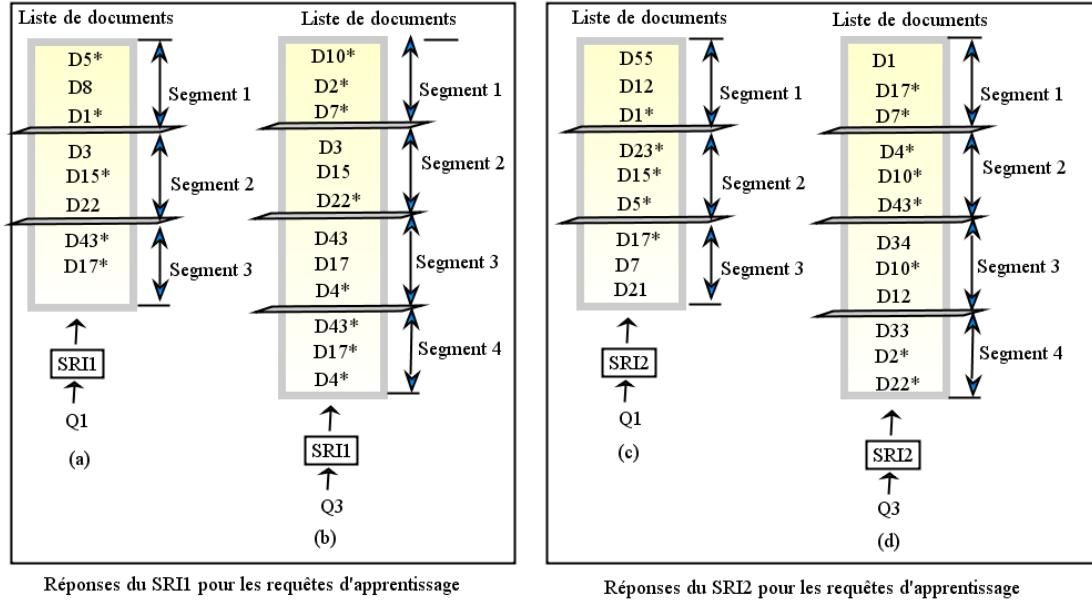 Liste de documents
D5*
D8
D1*
Segment 1
D3
D15*
D22
Segment 2
D43*
D17*
Segment 3
SRI1
Q1
(a)
Liste de documents
D10*
D2*
D7*
Segment 1
D3
D15
D22*
Segment 2
D43
D17
D4*
Segment 3
D43*
D17*
D4*
Segment 4
SRI1
Q3
(b)
Réponses du SRI1 pour les requêtes d'apprentissage
Liste de documents
D55
D12
D1*
Segment 1
D23*
D15*
D5*
Segment 2
D17*
D7
D21
Segment 3
SRI2
Q1
(c)
Liste de documents
D1
D17*
D7*
Segment 1
D4*
D10*
D43*
Segment 2
D34
D10*
D12
Segment 3
D33
D2*
D22*
Segment 4
SRI2
Q3
(d)
Réponses du SRI2 pour les requêtes d'apprentissage